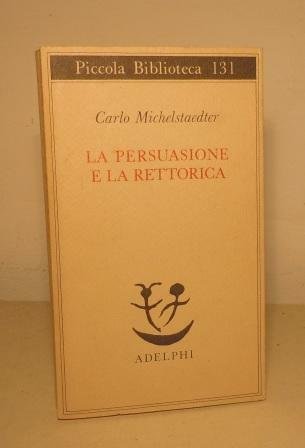 Piccola Biblioteca 131
Carlo Michelstaedter
LA PERSUASIONE
E LA RETTORICA
ADELPHI